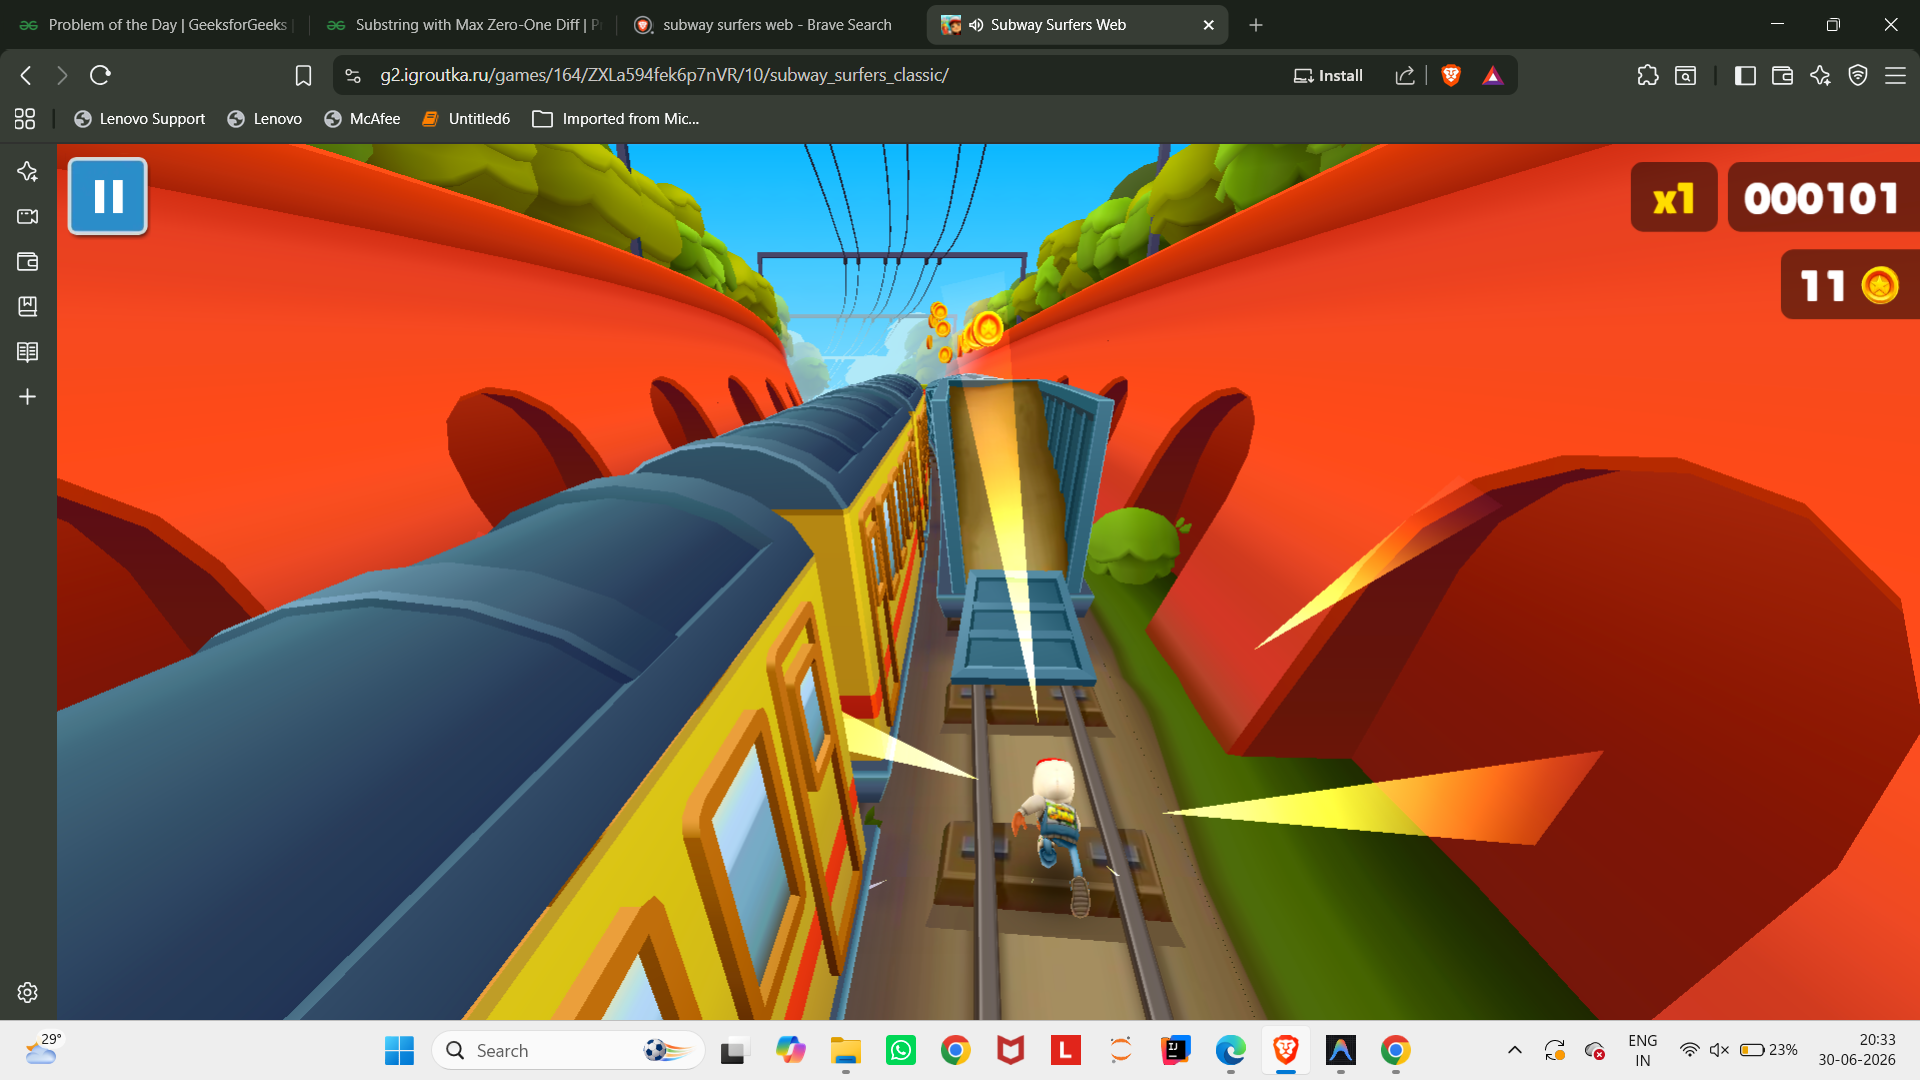 Problem of the Day | GeeksforGeeks
Substring with Max Zero-One Diff | P
subway surfers web - Brave Search
Subway Surfers Web
g2.igroutka.ru/games/164/ZXLa594fek6p7nVR/10/subway_surfers_classic/
Install
Lenovo Support
Lenovo
McAfee
Untitled6
Imported from Mic...
x1
000101
11
29°
Search
L
IJ
ENG
IN
23%
20:33
30-06-2026